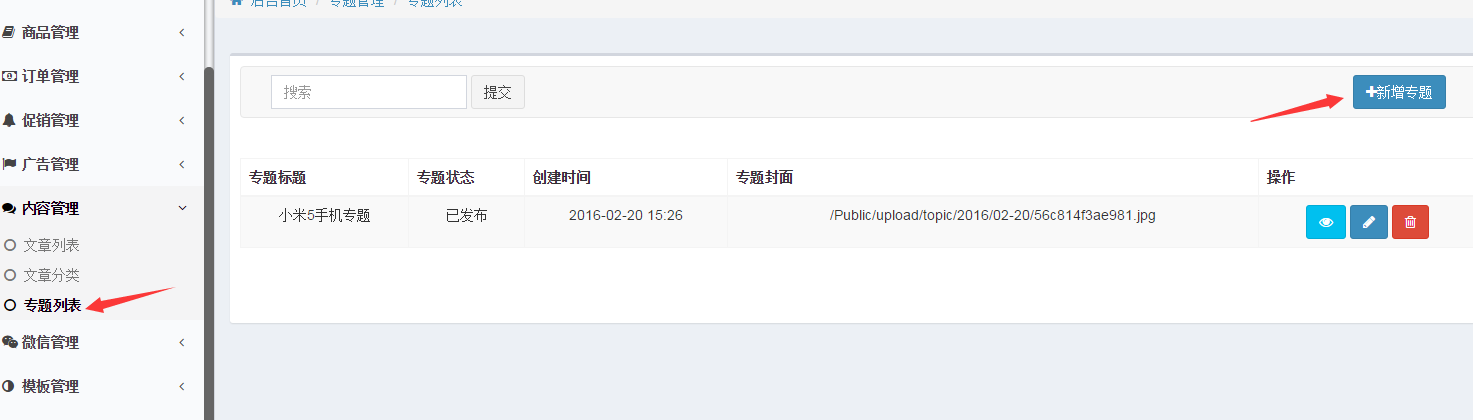 后台首页 / 专题管理 / 专题列表
商品管理
订单管理
促销管理
广告管理
内容管理
文章列表
文章分类
专题列表
微信管理
模板管理
搜索 提交 新增专题
专题标题 专题状态 创建时间 专题封面 操作
小米5手机专题 已发布 2016-02-20 15:26 /Public/upload/topic/2016/02-20/56c814f3ae981.jpg